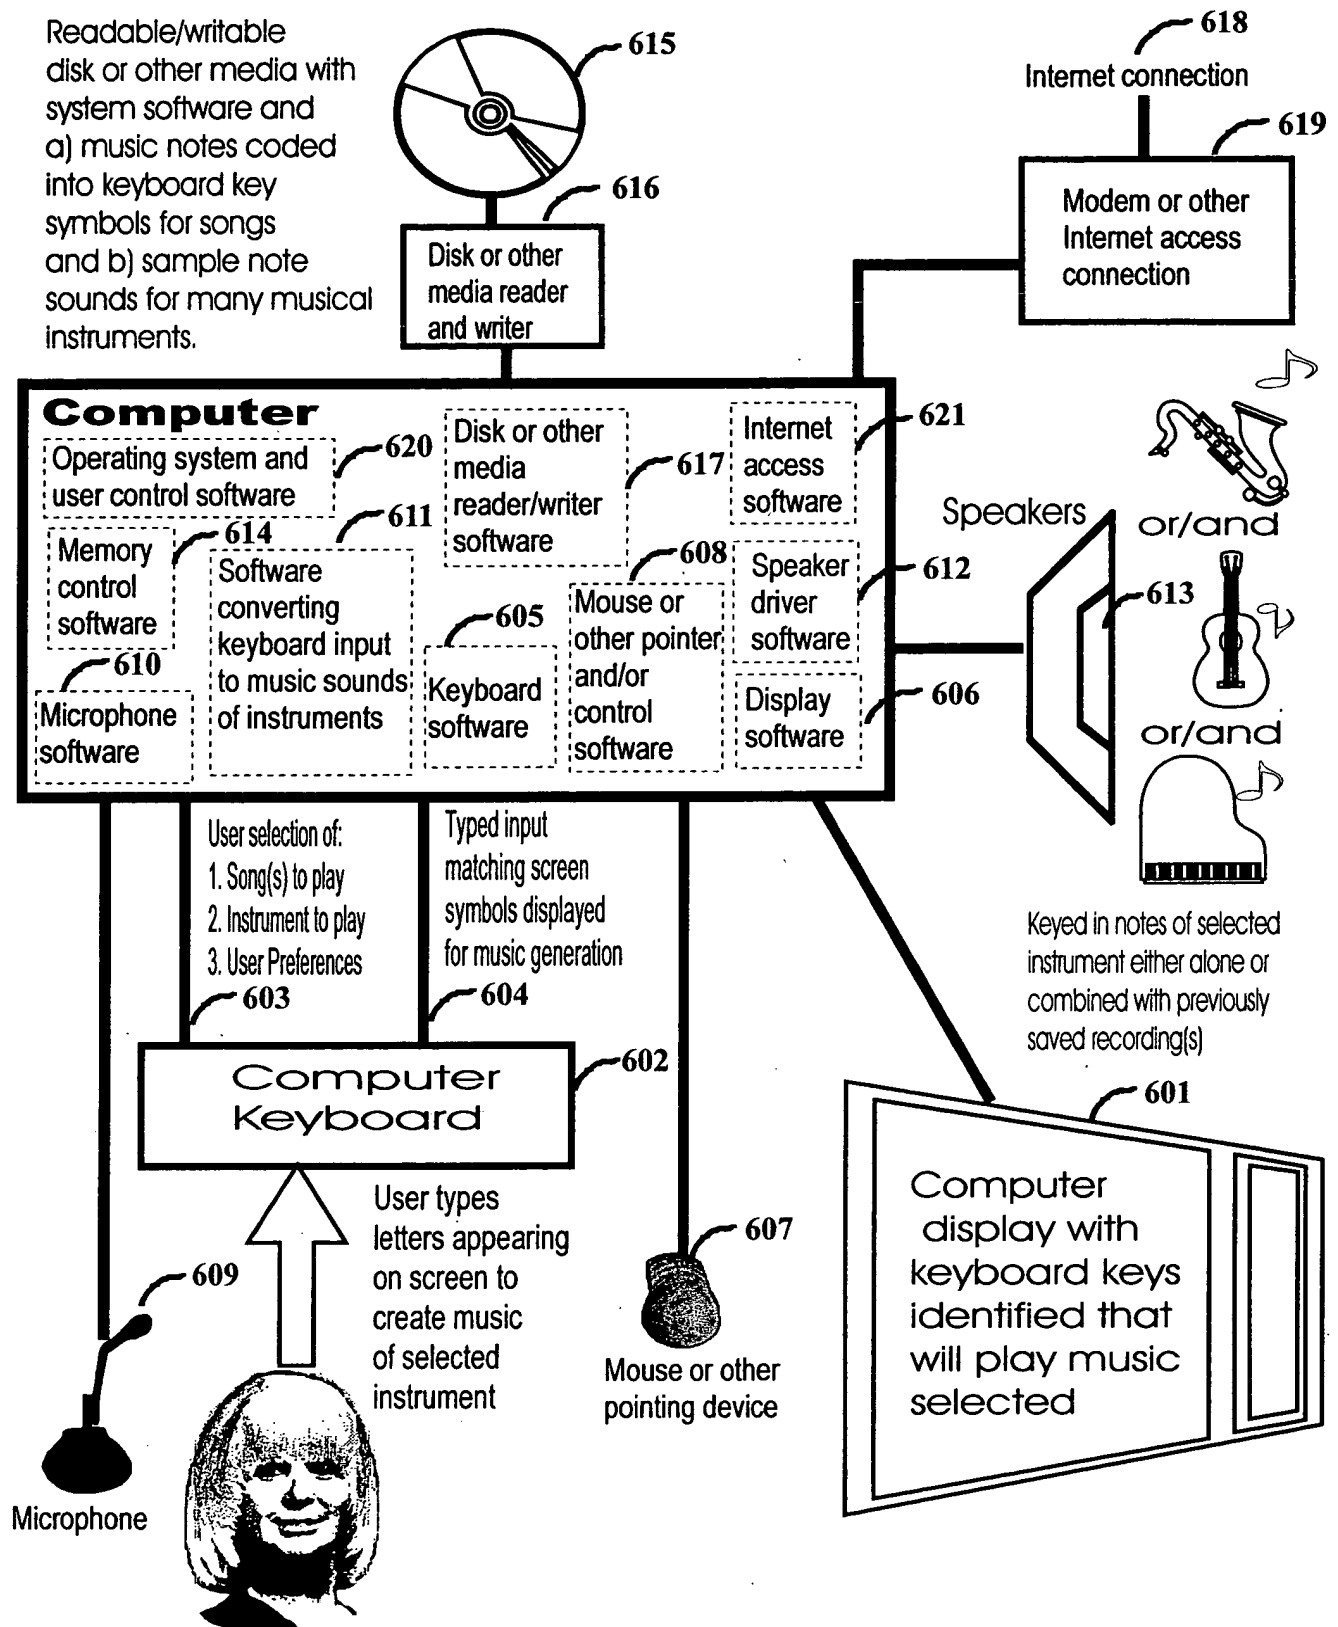 Readable/writable
disk or other media with
system software and
a) music notes coded
into keyboard key
symbols for songs
and b) sample note
sounds for many musical
instruments.
615
616
Disk or other
media reader
and writer
618
Internet connection
619
Modem or other
Internet access
connection
Computer
Operating system and
user control software
620
Disk or other
media
reader/writer
software
617
Internet
access
software
621
Memory
control
software
614
Software
converting
keyboard input
to music sounds
of instruments
611
Keyboard
software
605
Mouse or
other pointer
and/or
control
software
608
Speaker
driver
software
612
Microphone
software
610
Display
software
606
Speakers
613
or/and
or/and
Keyed in notes of selected
instrument either alone or
combined with previously
saved recording(s)
User selection of:
1. Song(s) to play
2. Instrument to play
3. User Preferences
603
Typed input
matching screen
symbols displayed
for music generation
604
Computer
Keyboard
602
User types
letters appearing
on screen to
create music
of selected
instrument
609
Microphone
607
Mouse or other
pointing device
601
Computer
display with
keyboard keys
identified that
will play music
selected